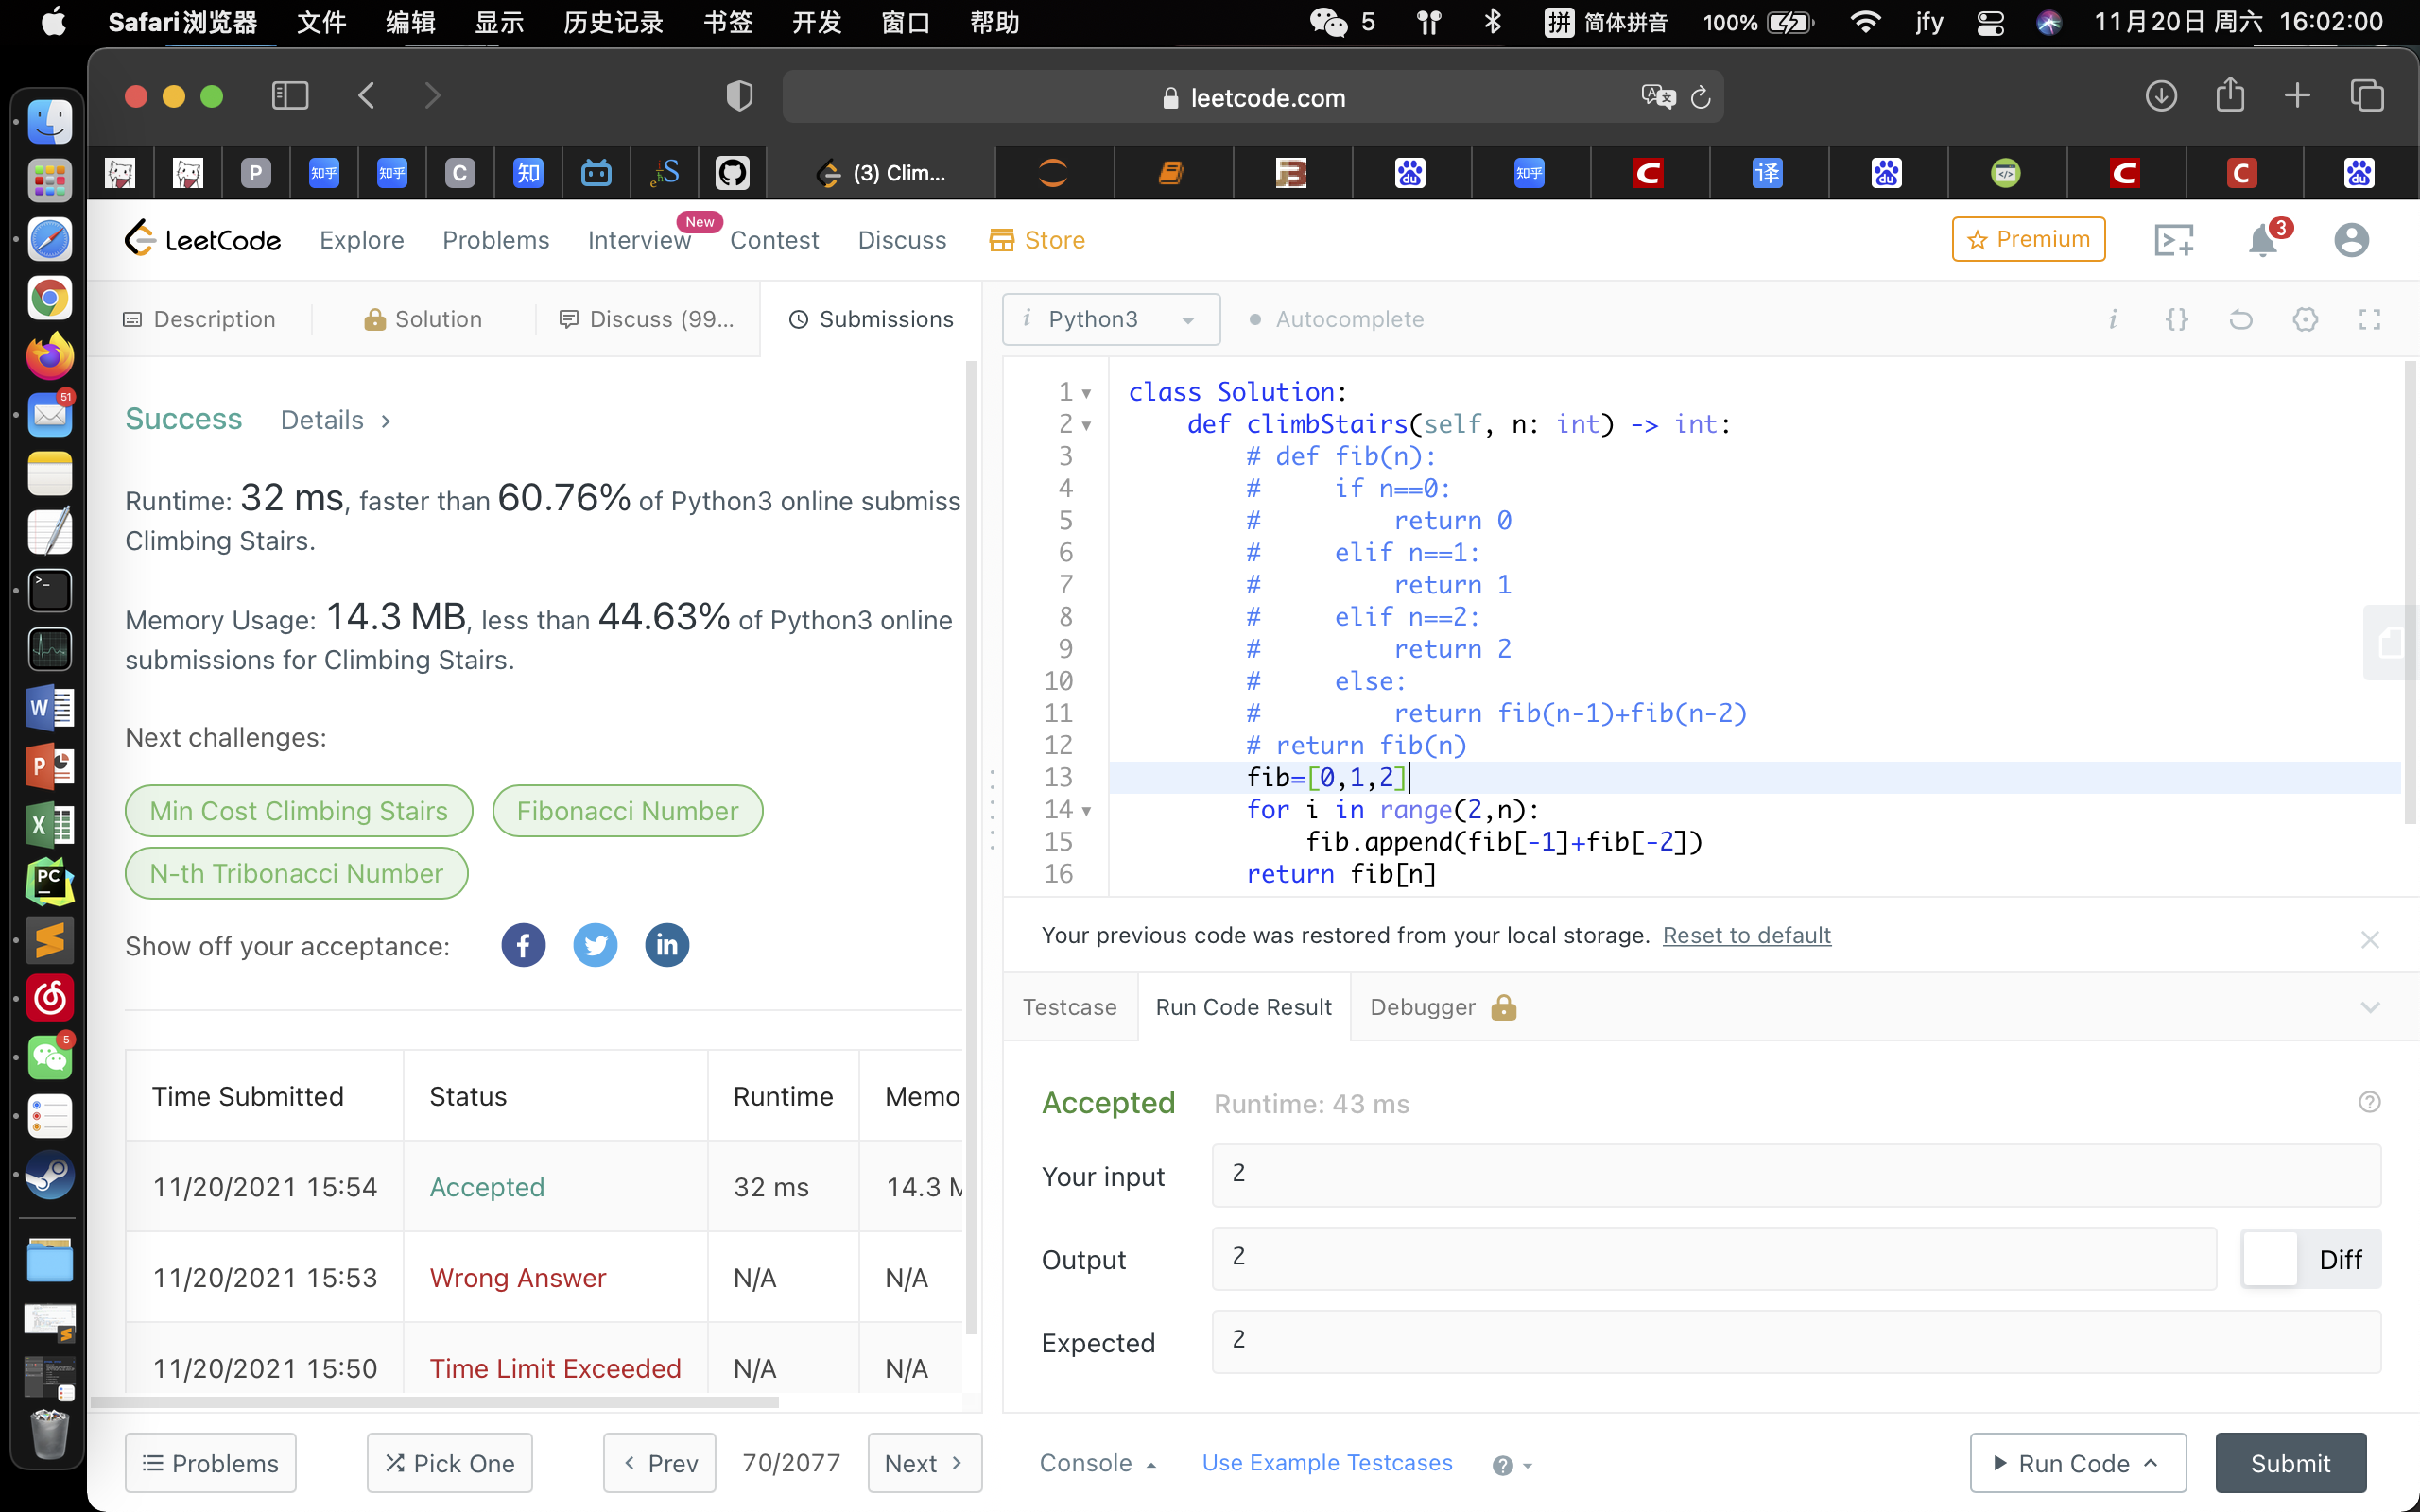 Safari浏览器 文件 编辑 显示 历史记录 书签 开发 窗口 帮助 5 拼 简体拼音 100% jfy 11月20日 周六 16:02:00
leetcode.com
P 知乎 知乎 C 知 (3) Clim... 知乎 C 译 C C
LeetCode Explore Problems Interview New Contest Discuss Store Premium 3
Description Solution Discuss (99... Submissions
Python3 Autocomplete
Success Details
Runtime: 32 ms, faster than 60.76% of Python3 online submiss
Climbing Stairs.
Memory Usage: 14.3 MB, less than 44.63% of Python3 online
submissions for Climbing Stairs.
Next challenges:
Min Cost Climbing Stairs Fibonacci Number
N-th Tribonacci Number
Show off your acceptance:
Time Submitted Status Runtime Memo
11/20/2021 15:54 Accepted 32 ms 14.3 M
11/20/2021 15:53 Wrong Answer N/A N/A
11/20/2021 15:50 Time Limit Exceeded N/A N/A
Problems Pick One Prev 70/2077 Next
1 class Solution:
2 def climbStairs(self, n: int) -> int:
3 # def fib(n):
4 # if n==0:
5 # return 0
6 # elif n==1:
7 # return 1
8 # elif n==2:
9 # return 2
10 # else:
11 # return fib(n-1)+fib(n-2)
12 # return fib(n)
13 fib=[0,1,2]
14 for i in range(2,n):
15 fib.append(fib[-1]+fib[-2])
16 return fib[n]
Your previous code was restored from your local storage. Reset to default
Testcase Run Code Result Debugger
Accepted Runtime: 43 ms
Your input 2
Output 2 Diff
Expected 2
Console Use Example Testcases Run Code Submit
51
W
P
X
PC
5